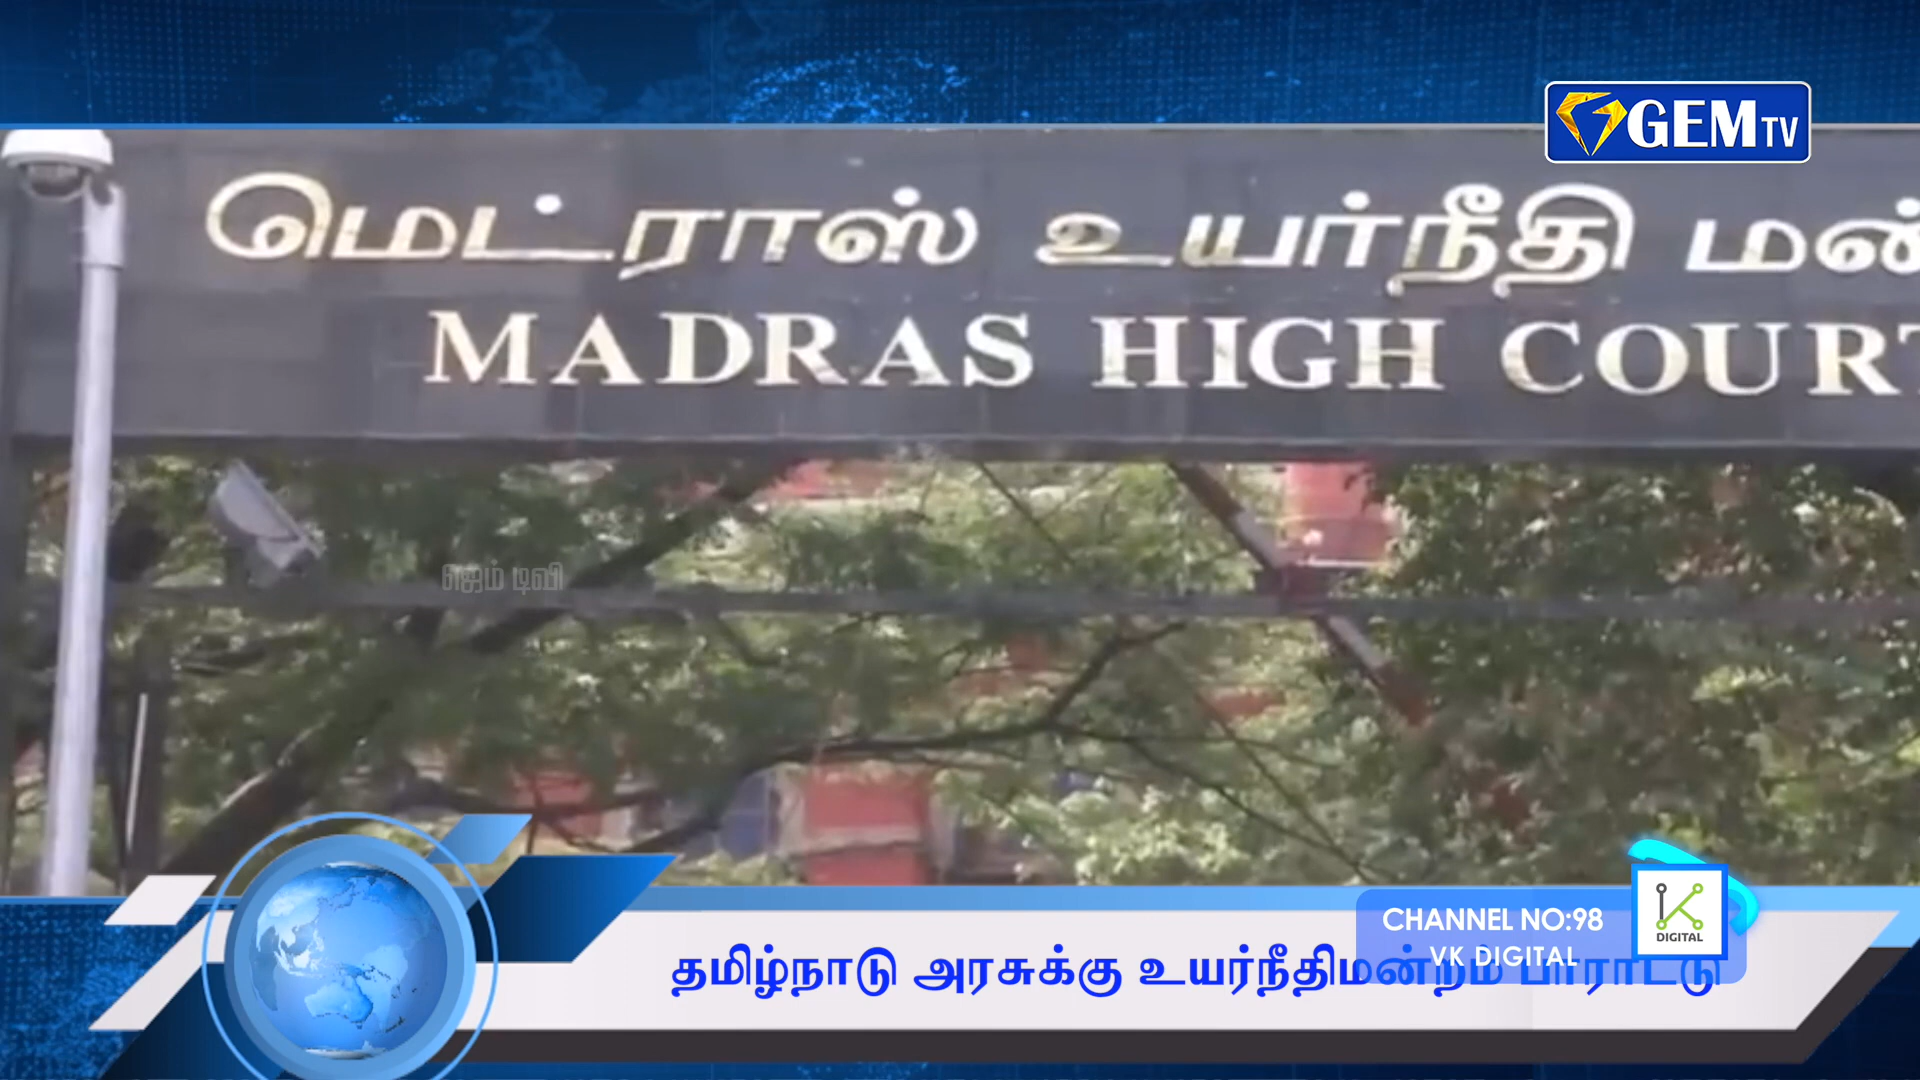 GEM TV
மெட்ராஸ் உயர்நீதி மன்
MADRAS HIGH COURT
ஜெம் டிவி
CHANNEL NO:98
VK DIGITAL
K
DIGITAL
தமிழ்நாடு அரசுக்கு உயர்நீதிமன்றம் பாராட்டு